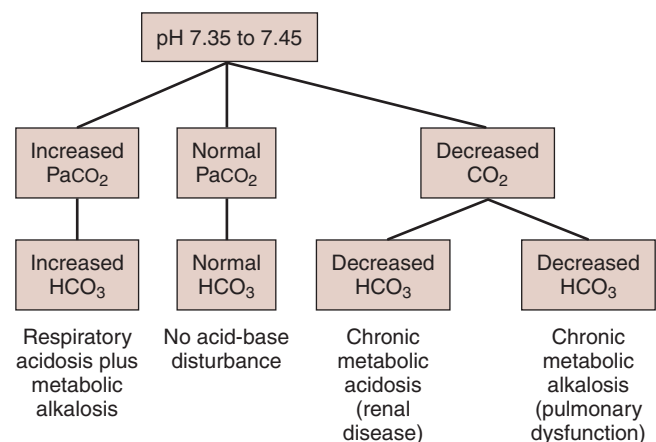 pH 7.35 to 7.45
Increased
PaCO₂
Normal
PaCO₂
Decreased
CO₂
Increased
HCO₃
Normal
HCO₃
Decreased
HCO₃
Decreased
HCO₃
Respiratory
acidosis plus
metabolic
alkalosis
No acid-base
disturbance
Chronic
metabolic
acidosis
(renal
disease)
Chronic
metabolic
alkalosis
(pulmonary
dysfunction)